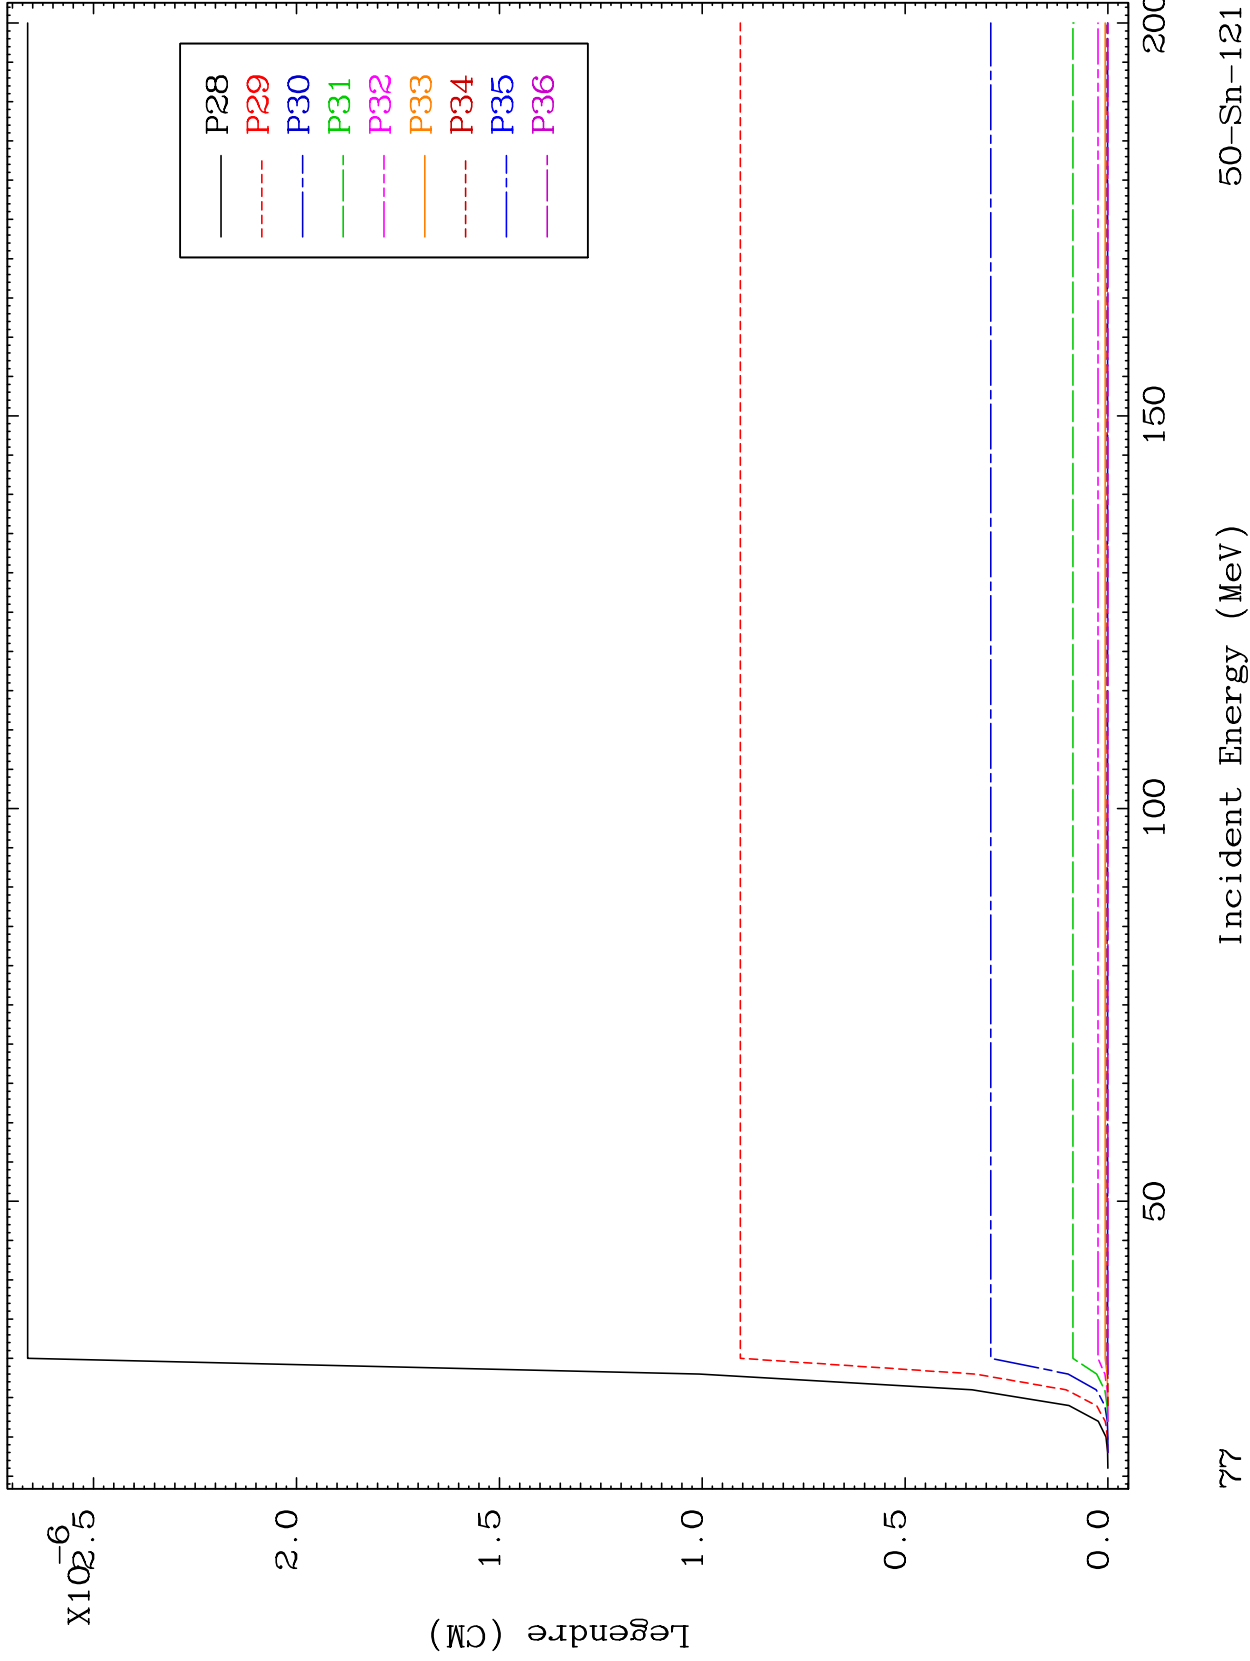 X10-6
2.5
2.0
1.5
1.0
0.5
0.0
Legendre (CM)
P28
P29
P30
P31
P32
P33
P34
P35
P36
50
100
150
200
77
Incident Energy (MeV)
50-Sn-121